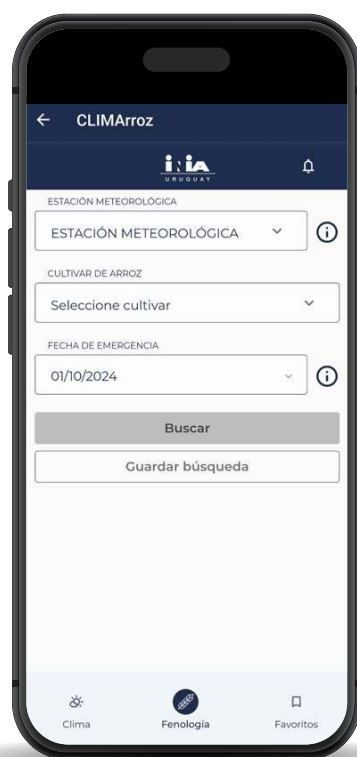 CLIMArroz
inia
URUGUAY
ESTACIÓN METEOROLÓGICA
ESTACIÓN METEOROLÓGICA
CULTIVAR DE ARROZ
Seleccione cultivar
FECHA DE EMERGENCIA
01/10/2024
Buscar
Guardar búsqueda
Clima
Fenología
Favoritos